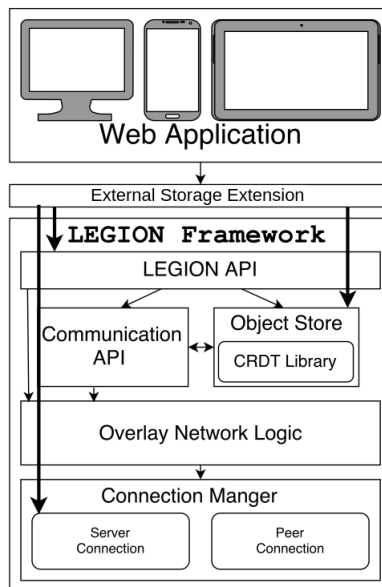 Web Application
External Storage Extension
LEGION Framework
LEGION API
Communication
API
Object Store
CRDT Library
Overlay Network Logic
Connection Manger
Server
Connection
Peer
Connection